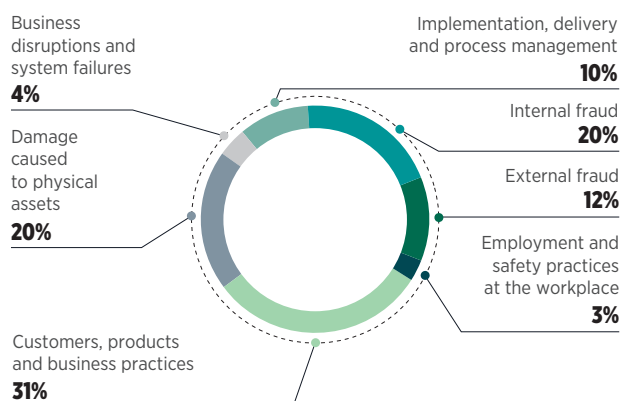 Business
disruptions and
system failures
4%
Damage
caused
to physical
assets
20%
Customers, products
and business practices
31%
Implementation, delivery
and process management
10%
Internal fraud
20%
External fraud
12%
Employment and
safety practices
at the workplace
3%